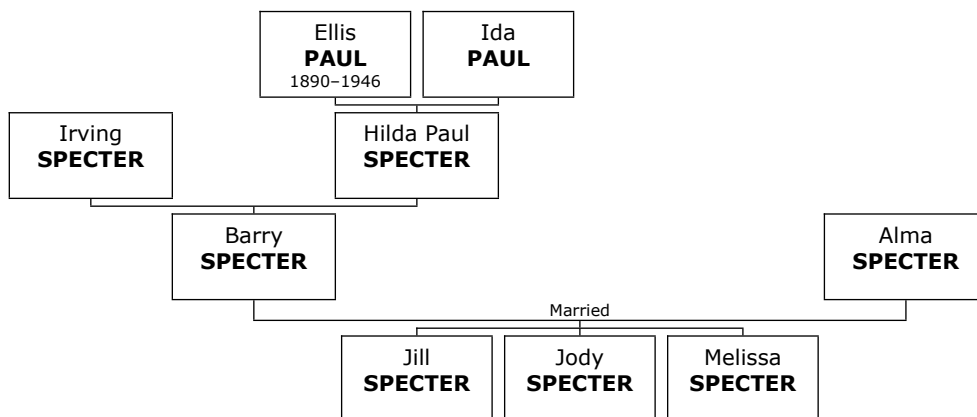 Ellis
PAUL
1890–1946
Ida
PAUL
Irving
SPECTER
Hilda Paul
SPECTER
Barry
SPECTER
Alma
SPECTER
Married
Jill
SPECTER
Jody
SPECTER
Melissa
SPECTER